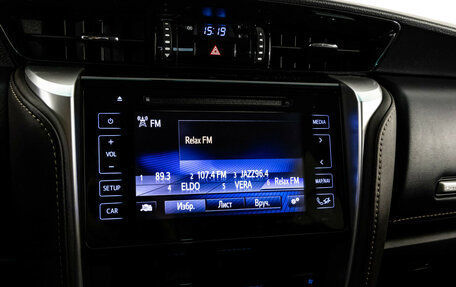 15:19
FM
MEDIA
VOL
Relax FM
1 89.3 2 107.4 FM 3 JAZZ96.4
4 ELDO 5 VERA 6 Relax FM
SETUP
MAP/NAV
CAR
Избр. Лист Вруч.